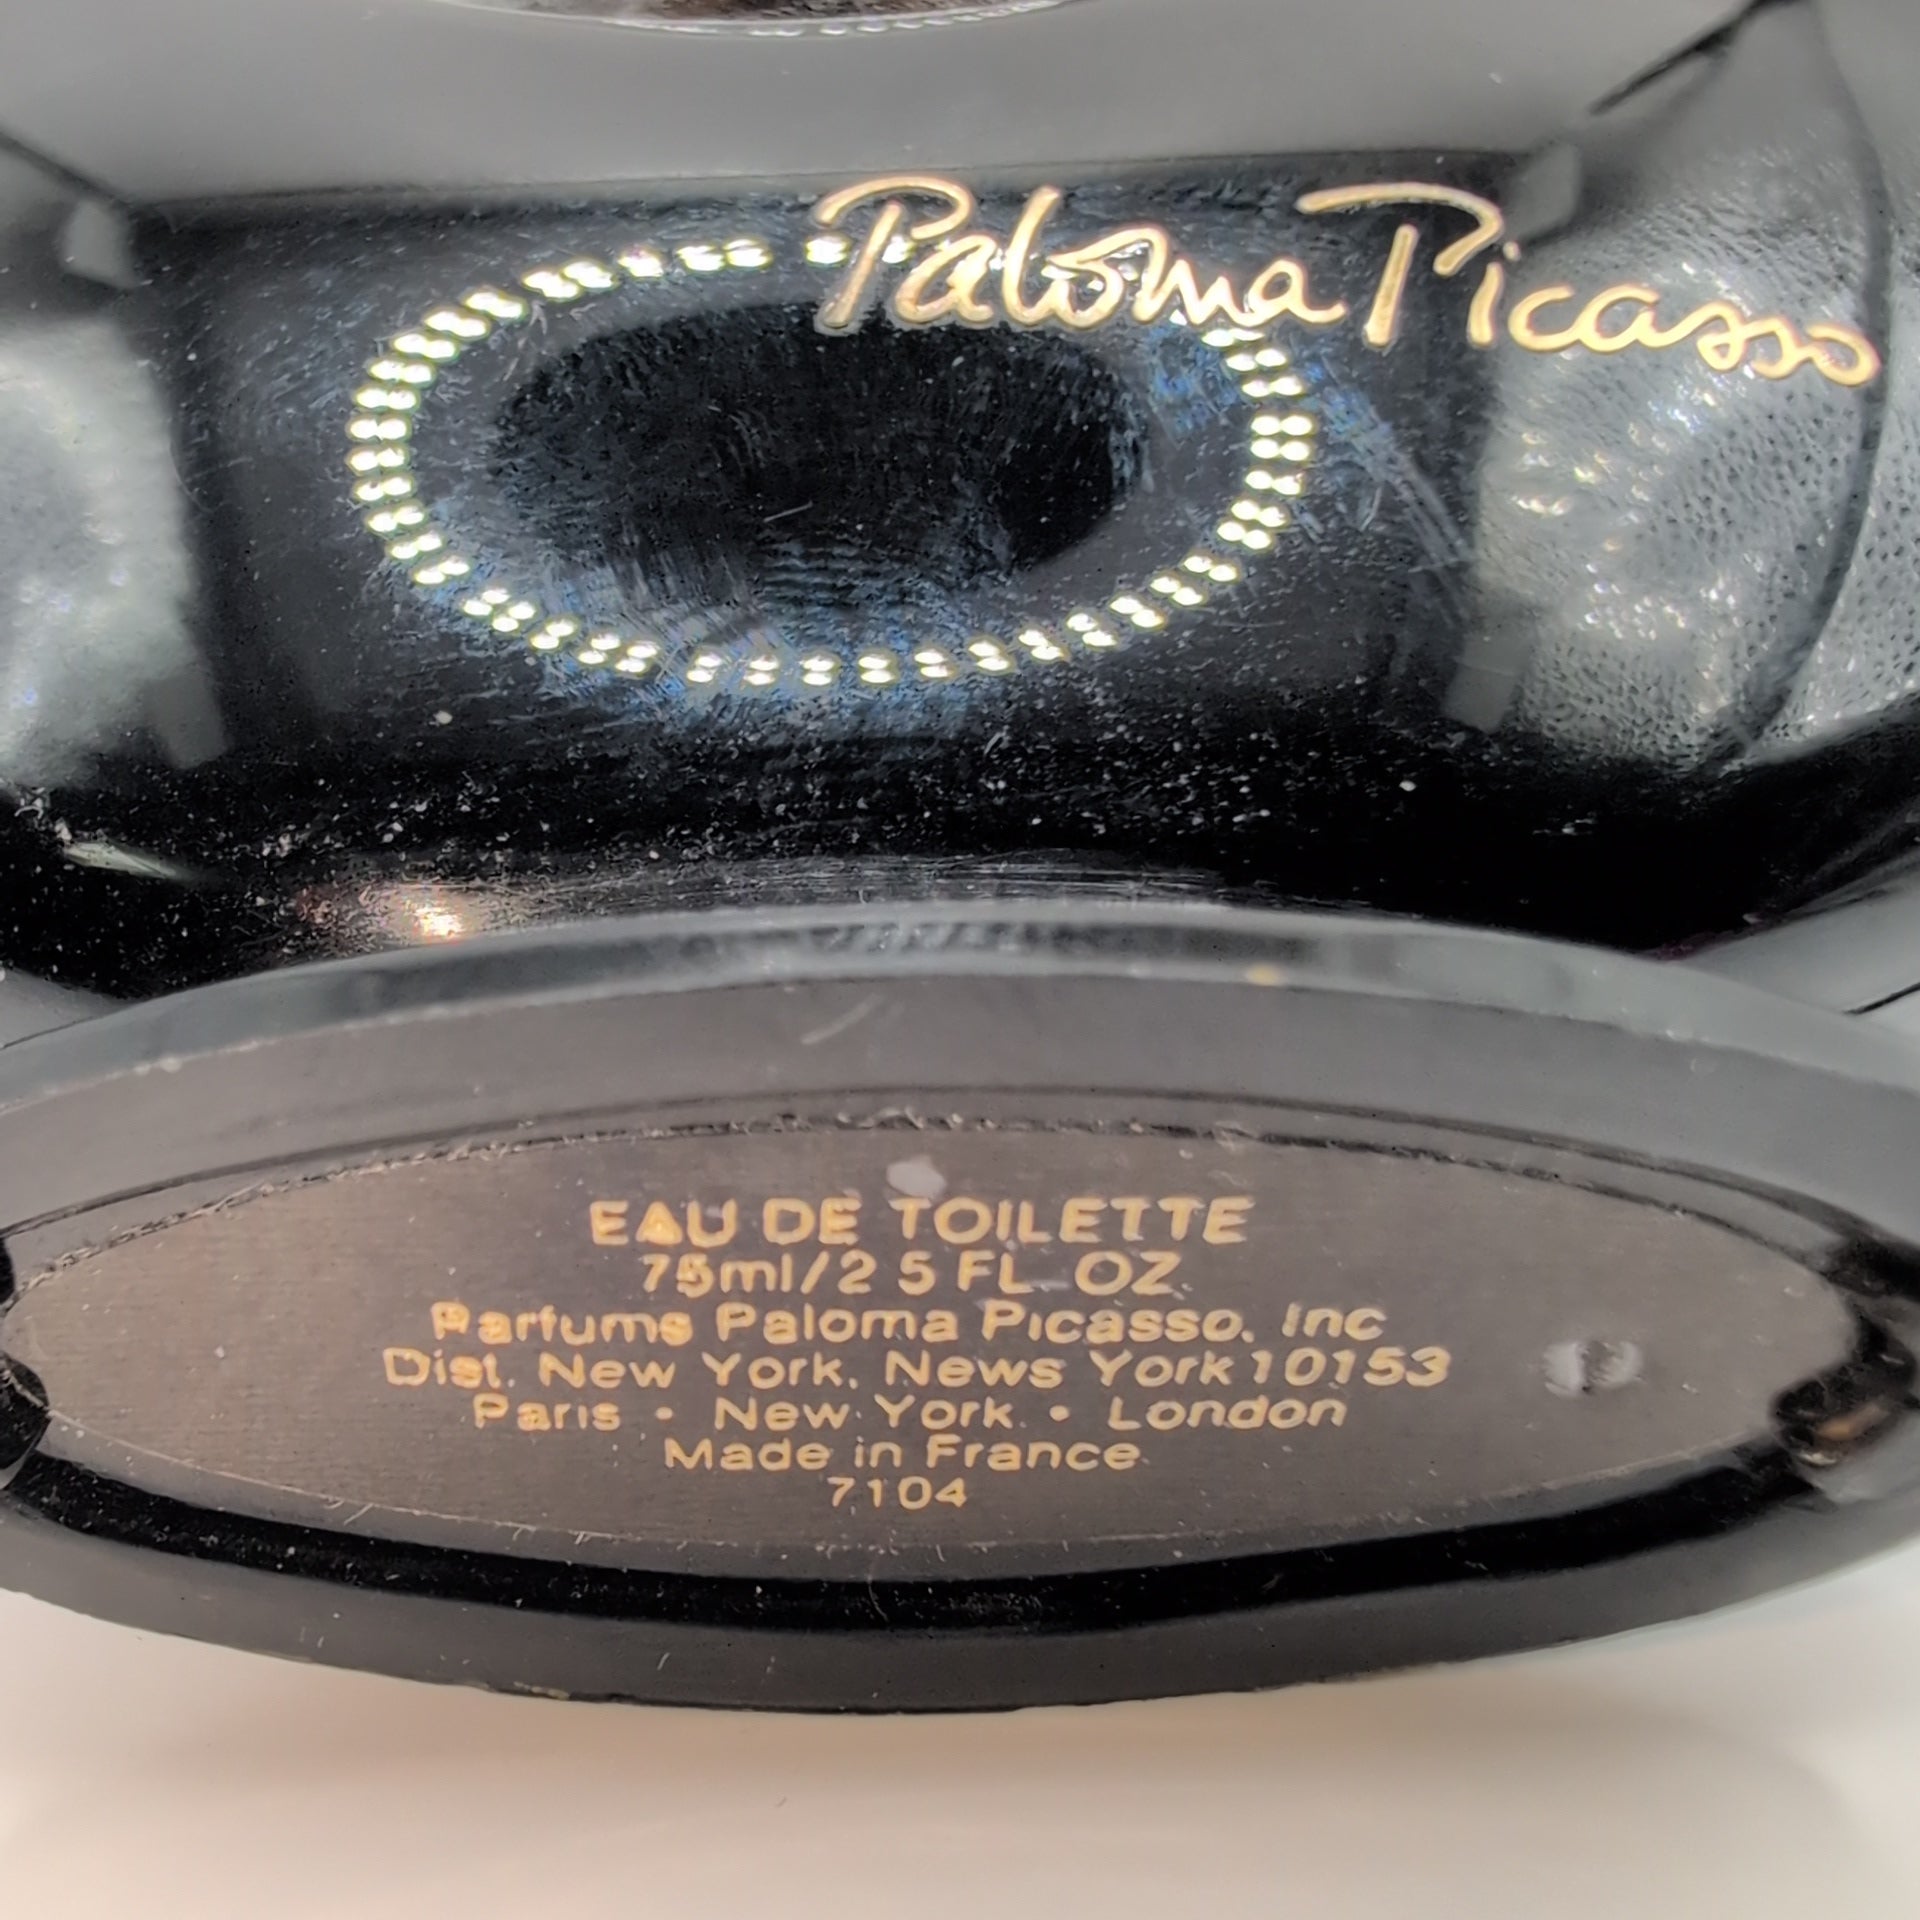 Paloma Picasso
EAU DE TOILETTE
75ml/2 5 FL OZ
Parfums Paloma Picasso, Inc
Dist. New York, News York 10153
Paris • New York • London
Made in France
7104